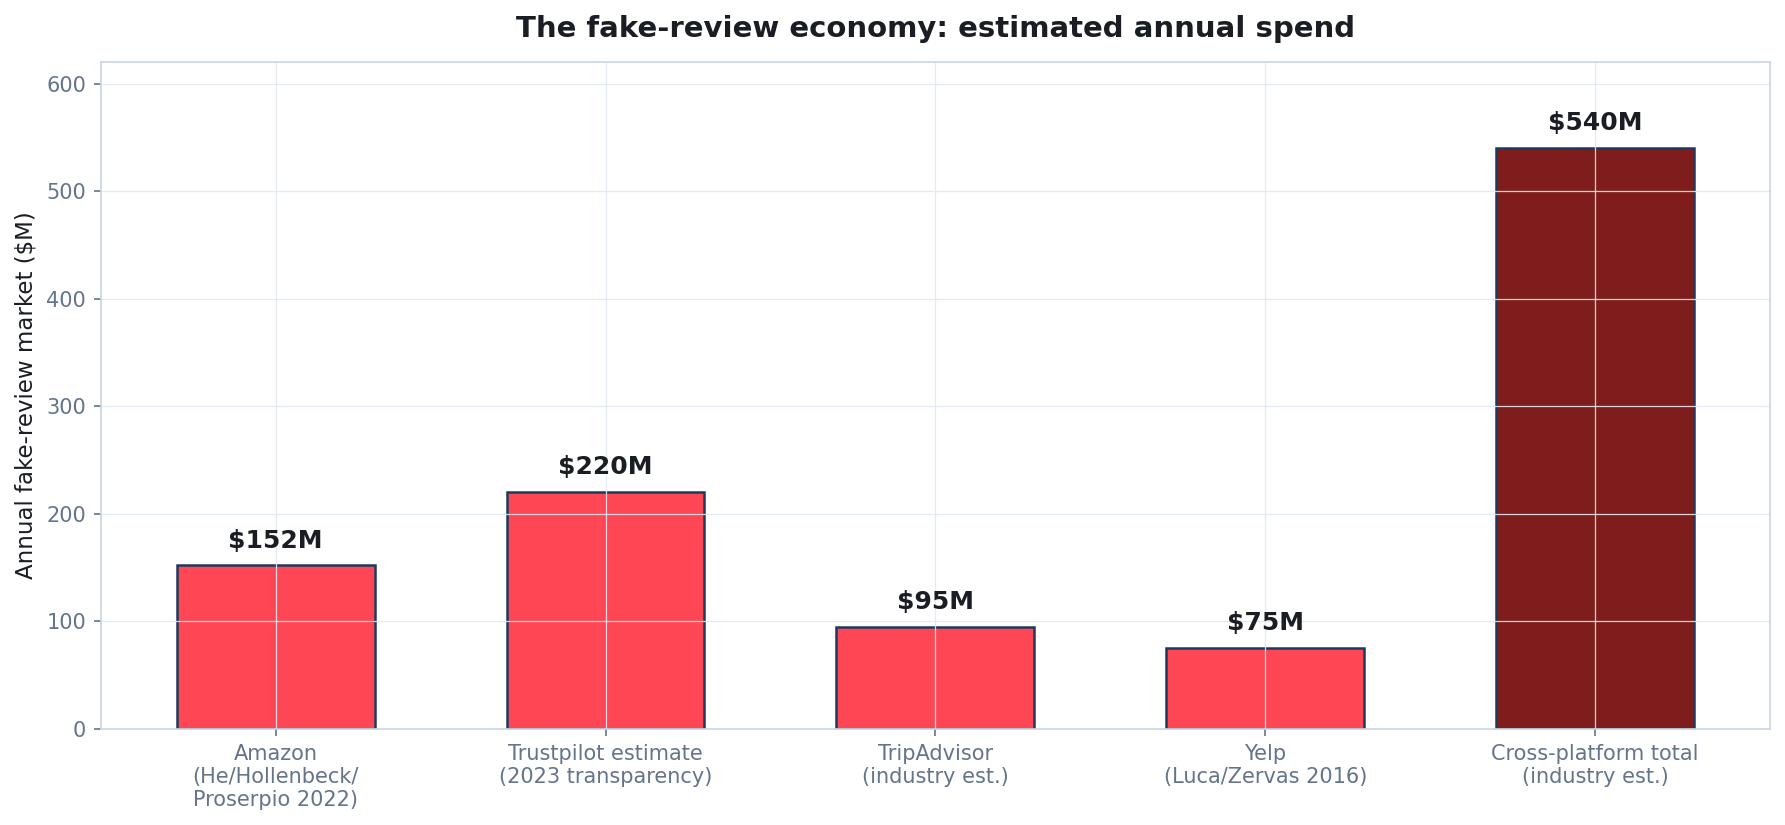 The fake-review economy: estimated annual spend
Annual fake-review market ($M)
600
500
400
300
200
100
0
$152M
$220M
$95M
$75M
$540M
Amazon
(He/Hollenbeck/
Proserpio 2022)
Trustpilot estimate
(2023 transparency)
TripAdvisor
(industry est.)
Yelp
(Luca/Zervas 2016)
Cross-platform total
(industry est.)